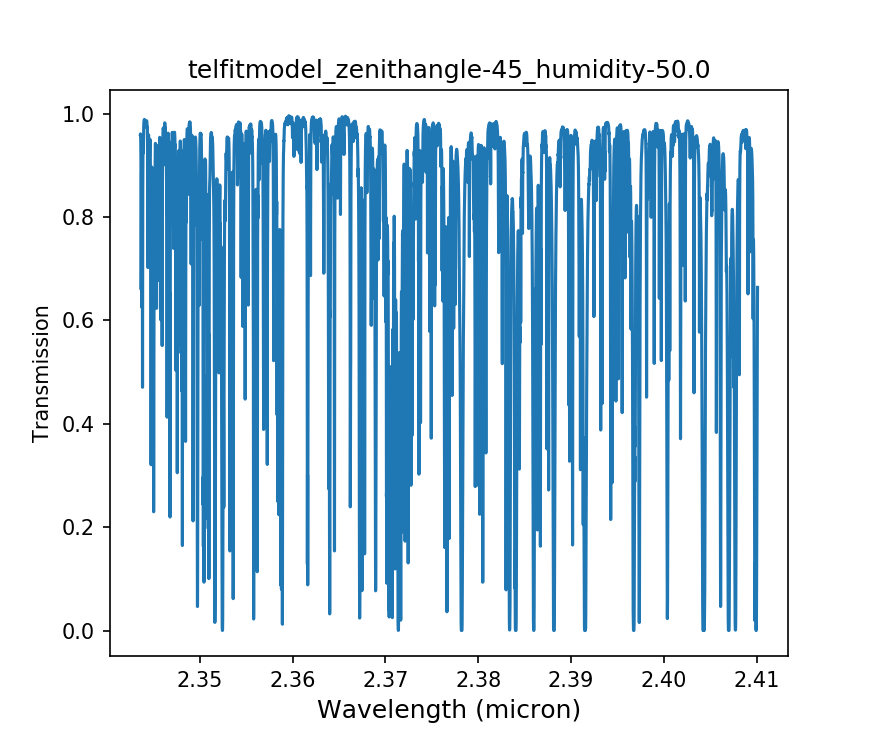 telfitmodel_zenithangle-45_humidity-50.0
Transmission
1.0
0.8
0.6
0.4
0.2
0.0
2.35 2.36 2.37 2.38 2.39 2.40 2.41
Wavelength (micron)